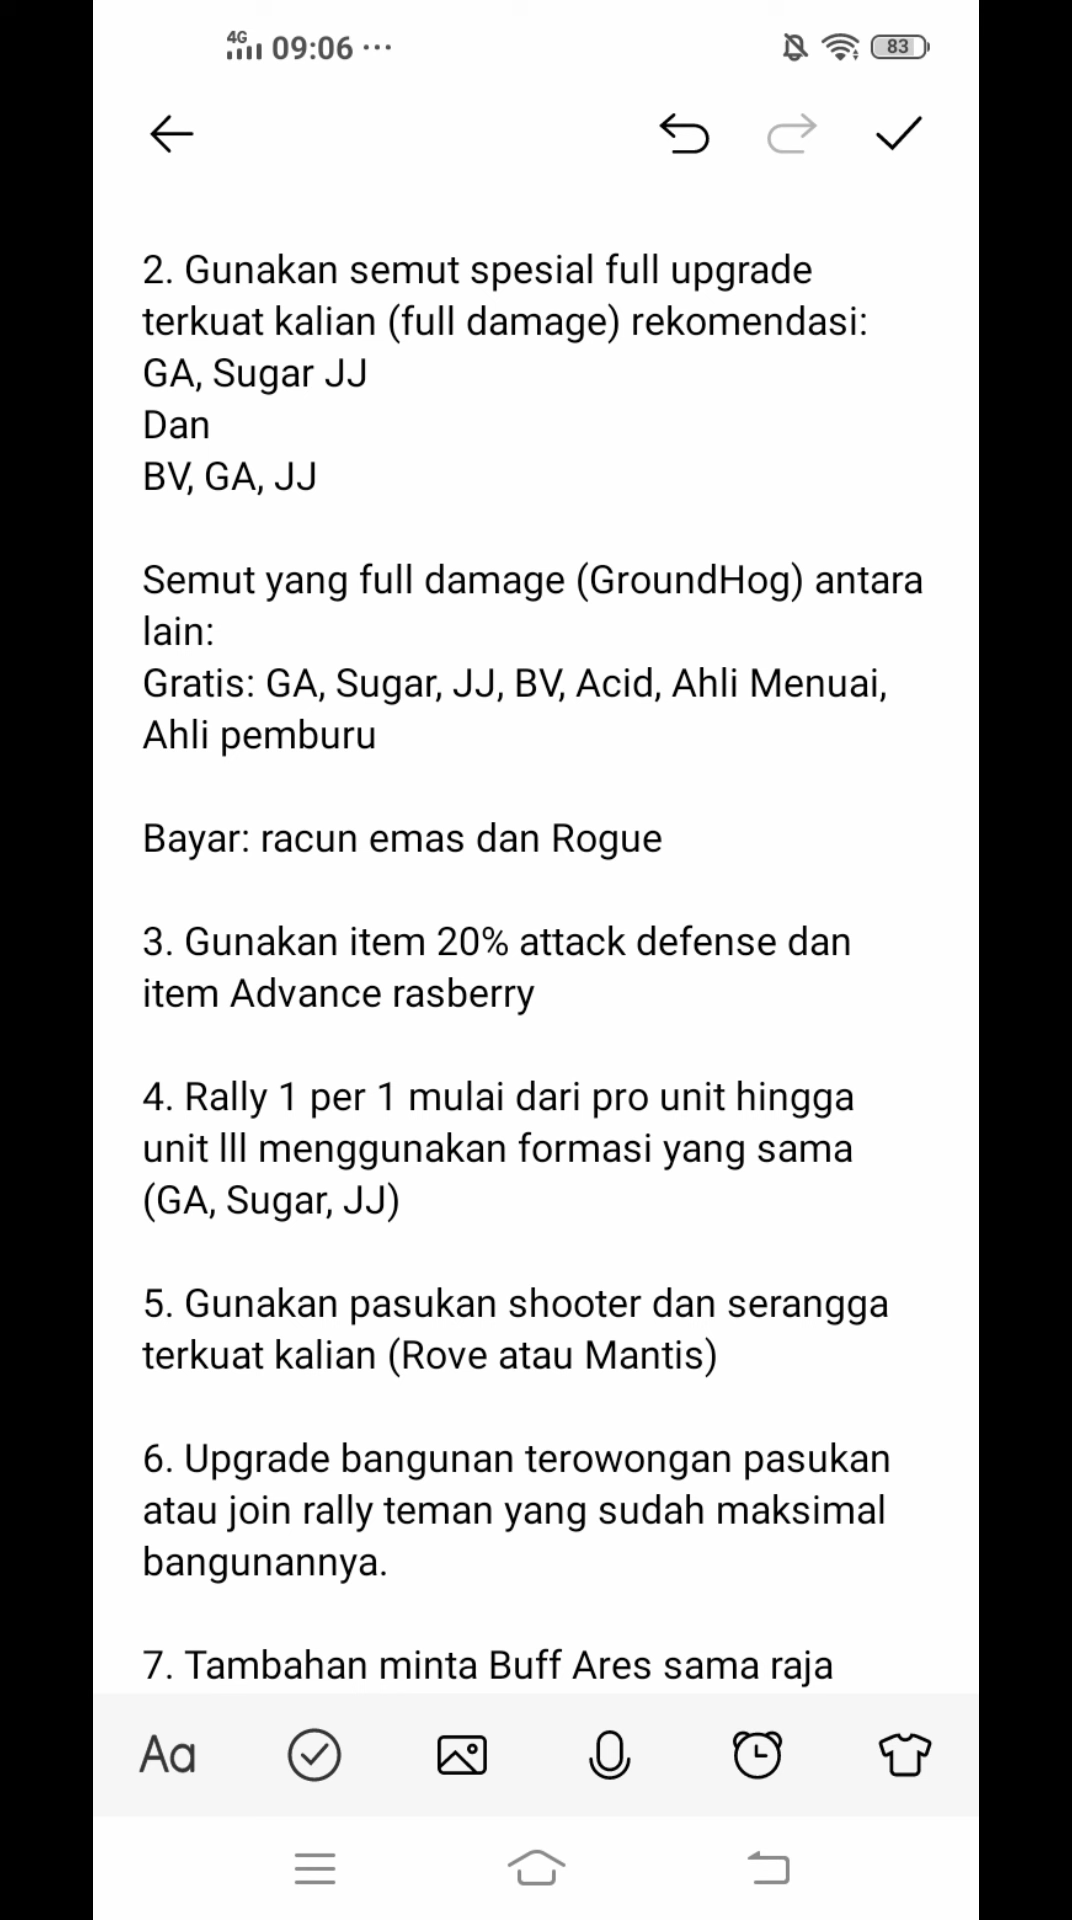 4G 09:06 ... 83
2. Gunakan semut spesial full upgrade
terkuat kalian (full damage) rekomendasi:
GA, Sugar JJ
Dan
BV, GA, JJ
Semut yang full damage (GroundHog) antara
lain:
Gratis: GA, Sugar, JJ, BV, Acid, Ahli Menuai,
Ahli pemburu
Bayar: racun emas dan Rogue
3. Gunakan item 20% attack defense dan
item Advance rasberry
4. Rally 1 per 1 mulai dari pro unit hingga
unit lll menggunakan formasi yang sama
(GA, Sugar, JJ)
5. Gunakan pasukan shooter dan serangga
terkuat kalian (Rove atau Mantis)
6. Upgrade bangunan terowongan pasukan
atau join rally teman yang sudah maksimal
bangunannya.
7. Tambahan minta Buff Ares sama raja
Aa